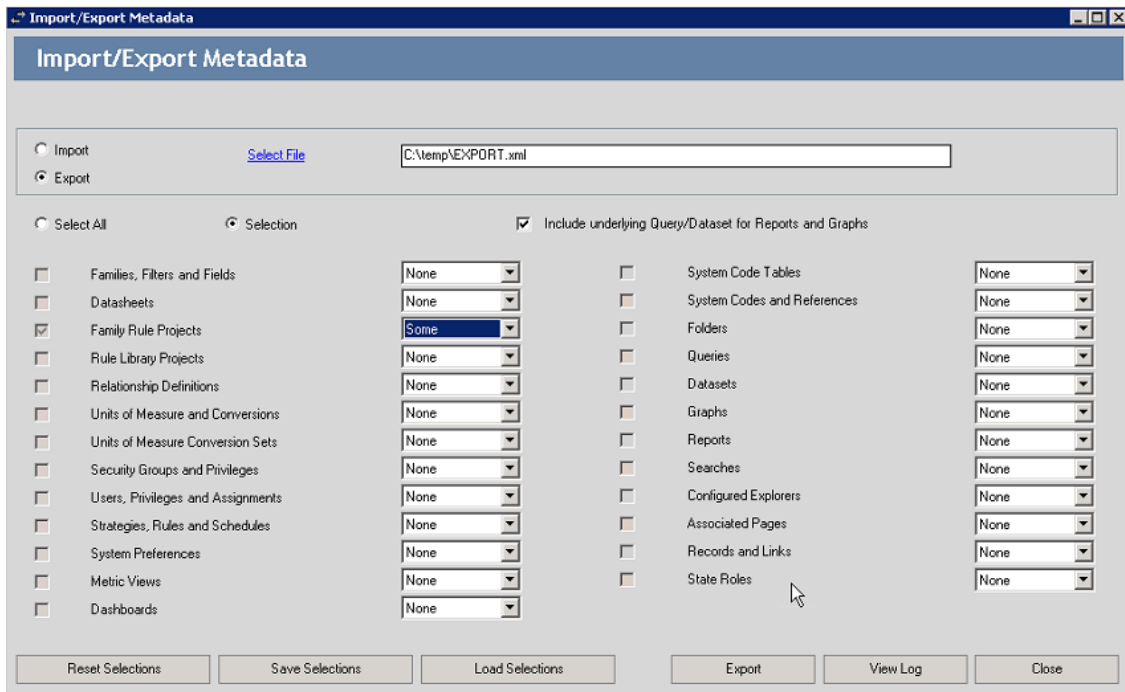 Import/Export Metadata
Import/Export Metadata
Import
Select File
C:\temp\EXPORT.xml
Export
Select All
Selection
Include underlying Query/Dataset for Reports and Graphs
Families, Filters and Fields
None
System Code Tables
None
Datasheets
None
System Codes and References
None
Family Rule Projects
Some
Folders
None
Rule Library Projects
None
Queries
None
Relationship Definitions
None
Datasets
None
Units of Measure and Conversions
None
Graphs
None
Units of Measure Conversion Sets
None
Reports
None
Security Groups and Privileges
None
Searches
None
Users, Privileges and Assignments
None
Configured Explorers
None
Strategies, Rules and Schedules
None
Associated Pages
None
System Preferences
None
Records and Links
None
Metric Views
None
State Roles
None
Dashboards
None
Reset Selections
Save Selections
Load Selections
Export
View Log
Close